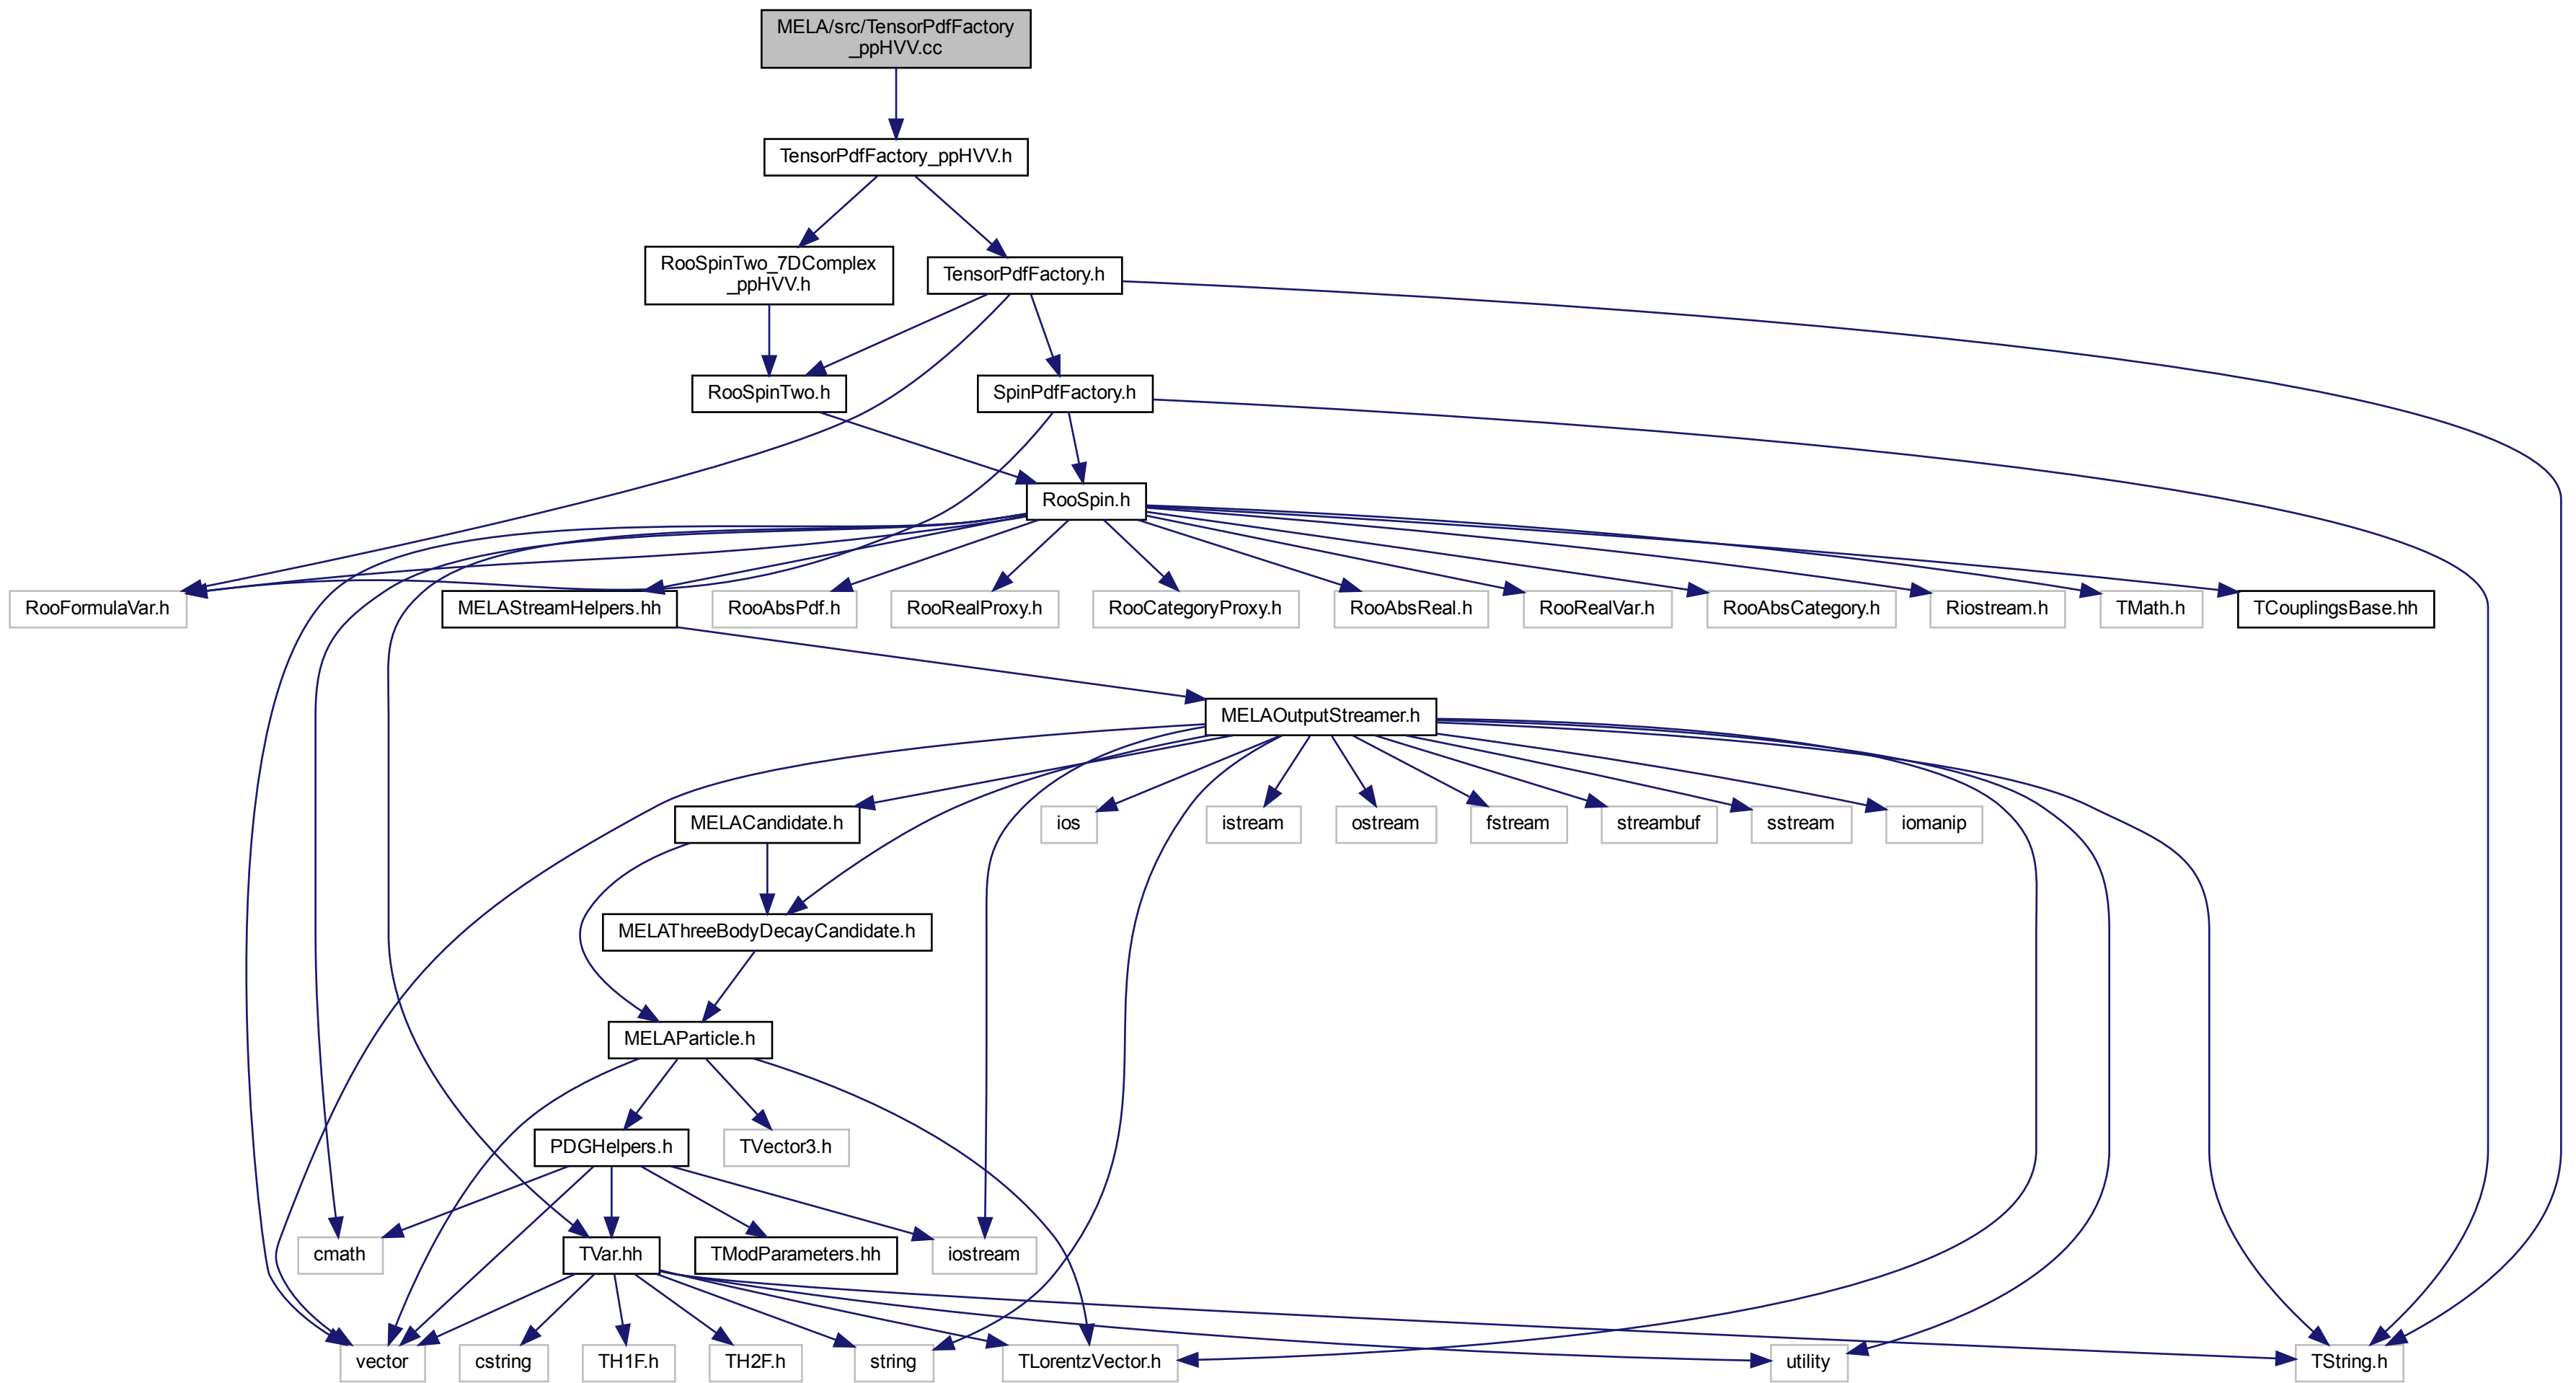 MELA/src/TensorPdfFactory
_ppHVV.cc
TensorPdfFactory_ppHVV.h
RooSpinTwo_7DComplex
_ppHVV.h
TensorPdfFactory.h
RooSpinTwo.h
SpinPdfFactory.h
RooSpin.h
RooFormulaVar.h
MELAStreamHelpers.hh
RooAbsPdf.h
RooRealProxy.h
RooCategoryProxy.h
RooAbsReal.h
RooRealVar.h
RooAbsCategory.h
Riostream.h
TMath.h
TCouplingsBase.hh
MELAOutputStreamer.h
MELACandidate.h
ios
istream
ostream
fstream
streambuf
sstream
iomanip
MELAThreeBodyDecayCandidate.h
MELAParticle.h
PDGHelpers.h
TVector3.h
cmath
TVar.hh
TModParameters.hh
iostream
vector
cstring
TH1F.h
TH2F.h
string
TLorentzVector.h
utility
TString.h